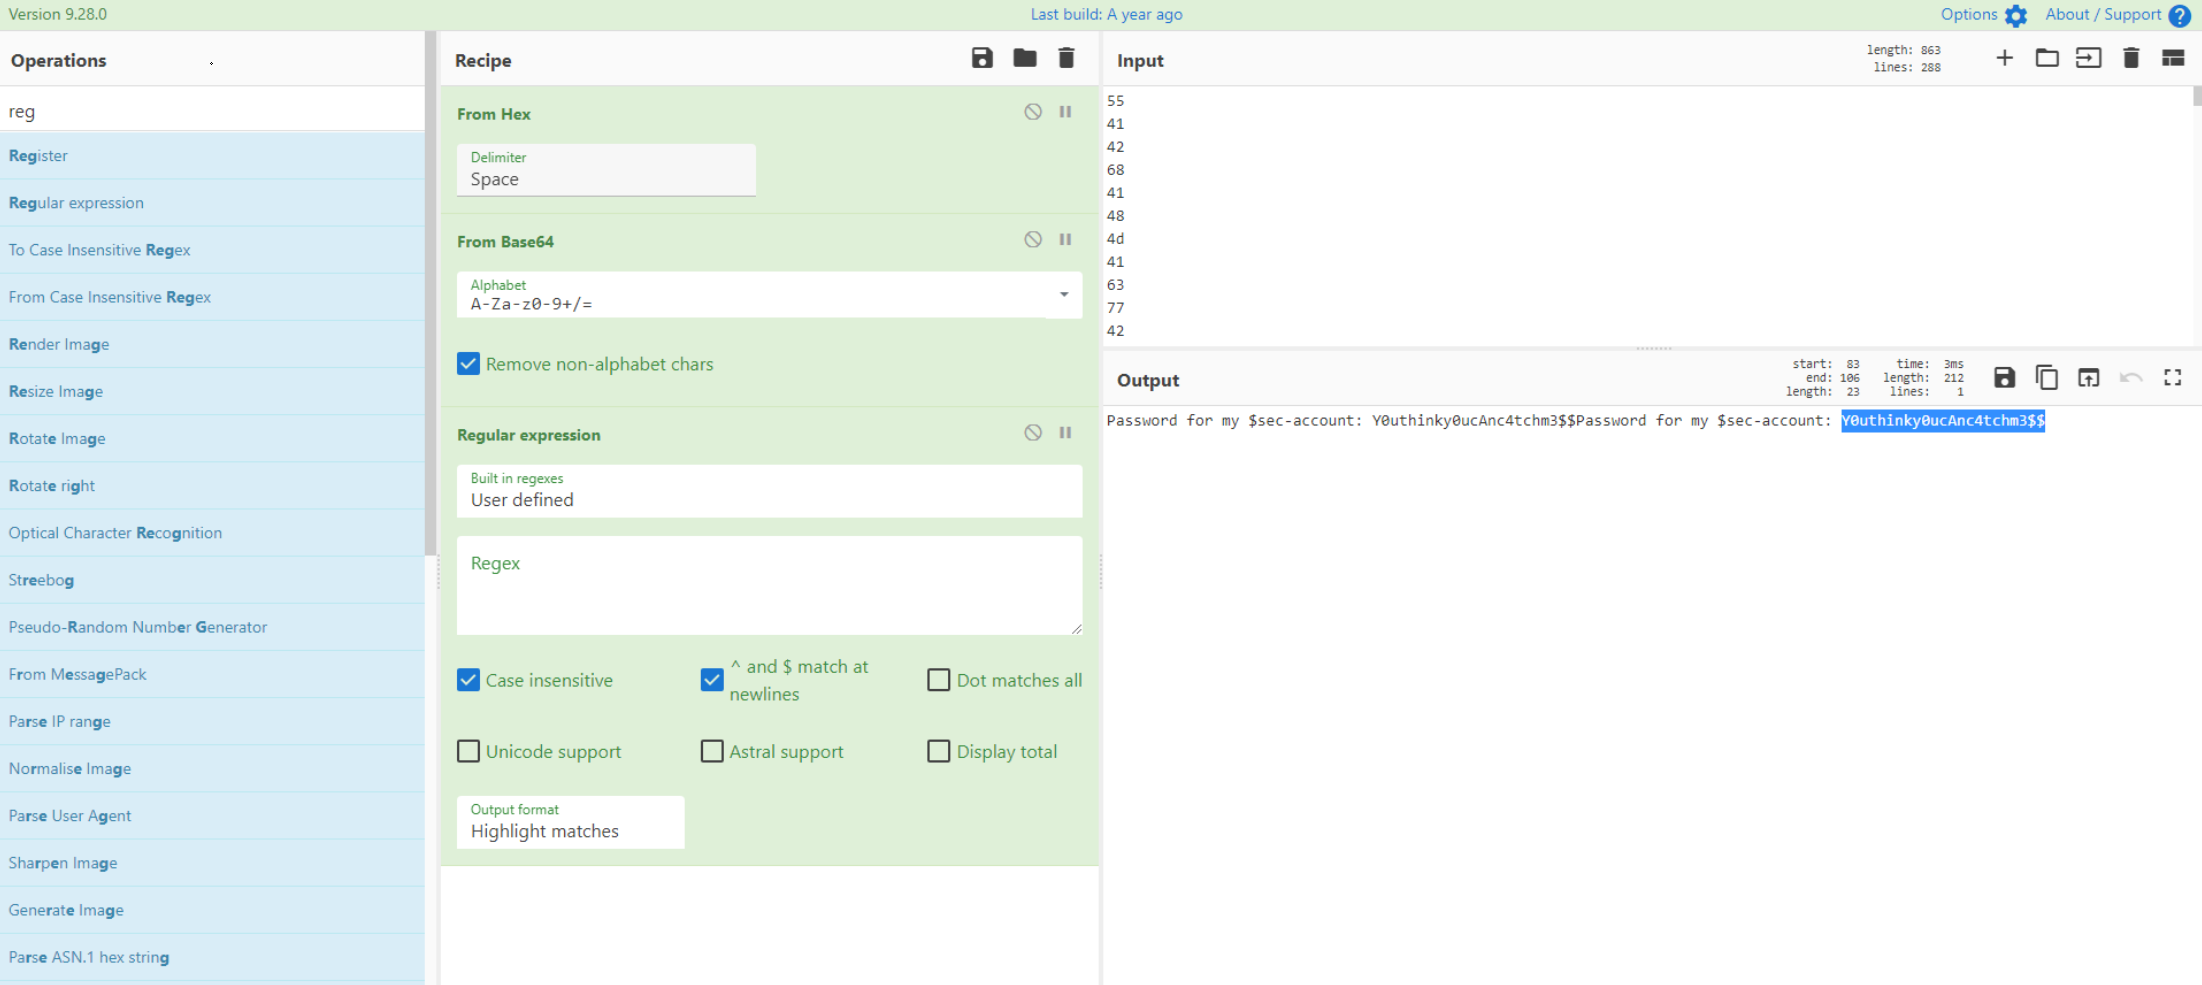 Version 9.28.0
Last build: A year ago
Options
About / Support
Operations
reg
Register
Regular expression
To Case Insensitive Regex
From Case Insensitive Regex
Render Image
Resize Image
Rotate Image
Rotate right
Optical Character Recognition
Streebog
Pseudo-Random Number Generator
From MessagePack
Parse IP range
Normalise Image
Parse User Agent
Sharpen Image
Generate Image
Parse ASN.1 hex string
Recipe
From Hex
Delimiter
Space
From Base64
Alphabet
A-Za-z0-9+/=
Remove non-alphabet chars
Regular expression
Built in regexes
User defined
Regex
Case insensitive
^ and $ match at newlines
Dot matches all
Unicode support
Astral support
Display total
Output format
Highlight matches
Input
length: 863
lines: 288
55
41
42
68
41
48
4d
41
63
77
42
Output
start: 83
end: 106
length: 23
time: 3ms
length: 212
lines: 1
Password for my $sec-account: Y0uthinky0ucAnc4tchm3$$Password for my $sec-account: Y0uthinky0ucAnc4tchm3$$